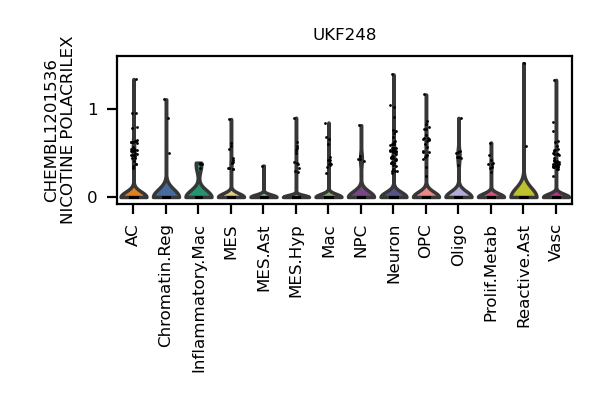 UKF248
CHEMBL1201536
NICOTINE POLACRILEX
1
0
AC
Chromatin.Reg
Inflammatory.Mac
MES
MES.Ast
MES.Hyp
Mac
NPC
Neuron
OPC
Oligo
Prolif.Metab
Reactive.Ast
Vasc